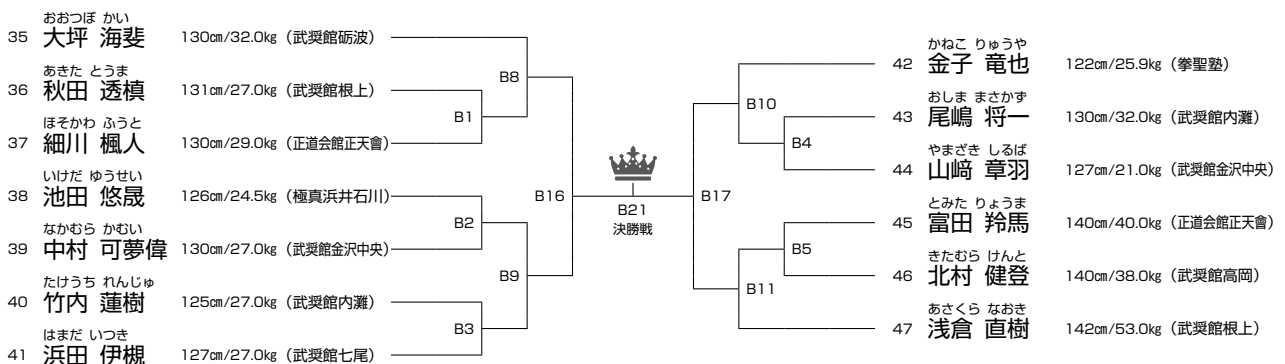 おおつぼ かい
35 大坪 海斐 130㎝/32.0㎏（武奨館砺波）
あきた とうま
36 秋田 透槙 131㎝/27.0㎏（武奨館根上）
ほそかわ ふうと
37 細川 楓人 130㎝/29.0㎏（正道会館正天會）
いけだ ゆうせい
38 池田 悠晟 126㎝/24.5㎏（極真浜井石川）
なかむら かむい
39 中村 可夢偉 130㎝/27.0㎏（武奨館金沢中央）
たけうち れんじゅ
40 竹内 蓮樹 125㎝/27.0㎏（武奨館内灘）
はまだ いつき
41 浜田 伊槻 127㎝/27.0㎏（武奨館七尾）
B8
B1
B2
B9
B3
B16
B21
決勝戦
B17
B10
B4
B5
B11
かねこ りゅうや
42 金子 竜也 122㎝/25.9㎏（拳聖塾）
おしま まさかず
43 尾嶋 将一 130㎝/32.0㎏（武奨館内灘）
やまざき しるば
44 山﨑 章羽 127㎝/21.0㎏（武奨館金沢中央）
とみた りょうま
45 富田 羚馬 140㎝/40.0㎏（正道会館正天會）
きたむら けんと
46 北村 健登 140㎝/38.0㎏（武奨館高岡）
あさくら なおき
47 浅倉 直樹 142㎝/53.0㎏（武奨館根上）